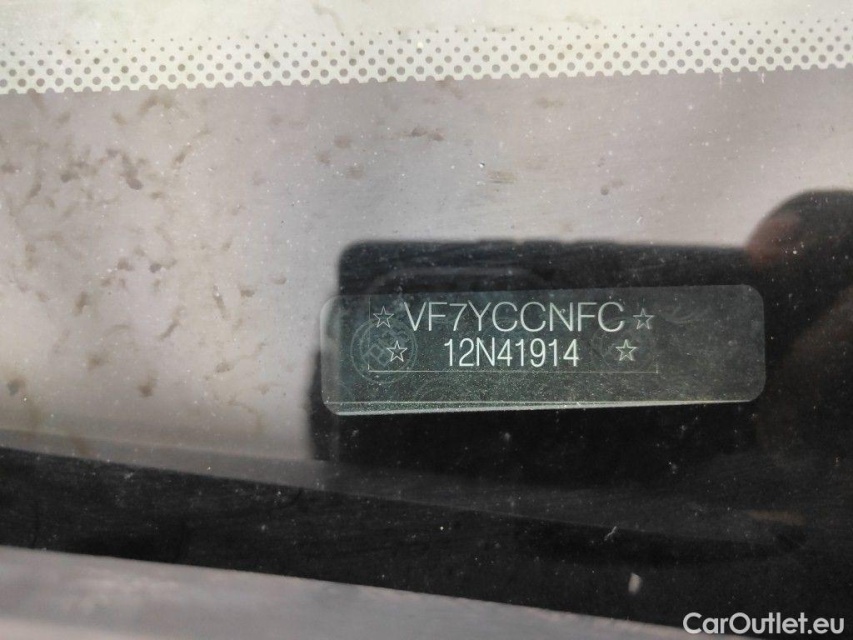 ☆VF7YCCNFC☆
☆ 12N41914 ☆
CarOutlet.eu